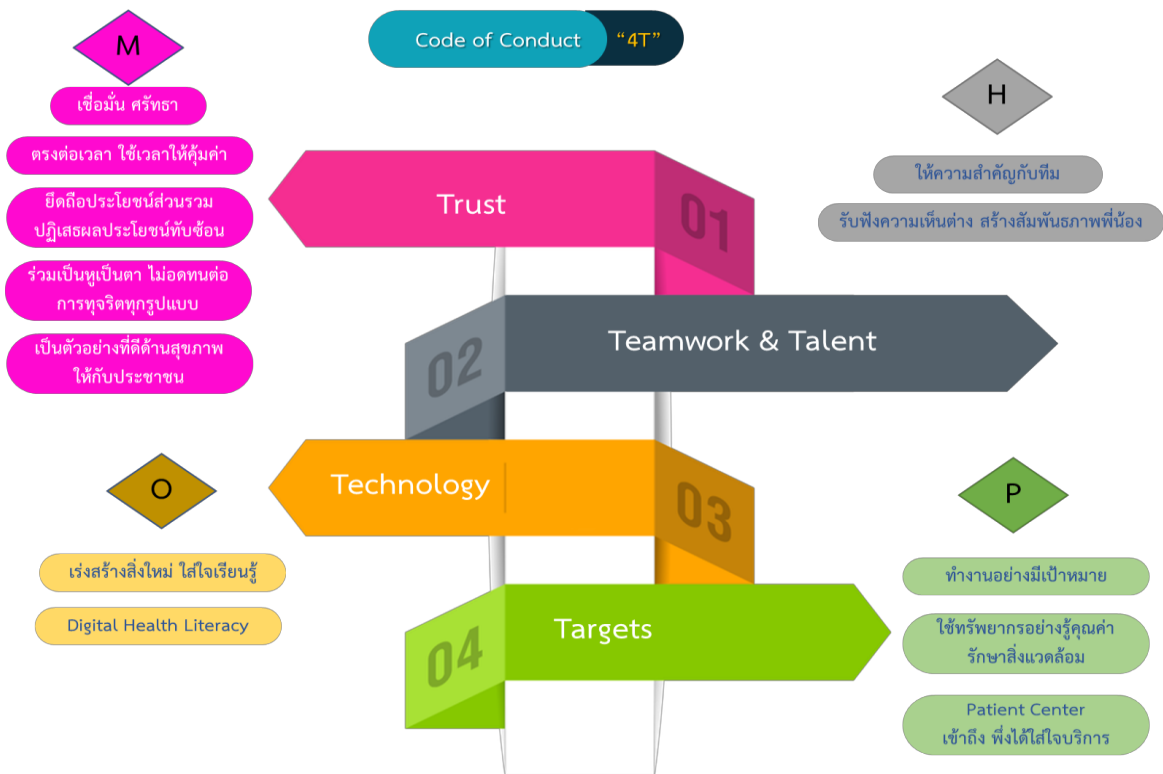 Code of Conduct "4T"
M
เชื่อมั่น ศรัทธา
ตรงต่อเวลา ใช้เวลาให้คุ้มค่า
ยึดถือประโยชน์ส่วนรวม
ปฏิเสธผลประโยชน์ทับซ้อน
ร่วมเป็นหูเป็นตา ไม่อดทนต่อ
การทุจริตทุกรูปแบบ
เป็นตัวอย่างที่ดีด้านสุขภาพ
ให้กับประชาชน
Trust
01
H
ให้ความสำคัญกับทีม
รับฟังความเห็นต่าง สร้างสัมพันธภาพพี่น้อง
02
Teamwork & Talent
O
เร่งสร้างสิ่งใหม่ ใส่ใจเรียนรู้
Digital Health Literacy
Technology
03
04
Targets
P
ทำงานอย่างมีเป้าหมาย
ใช้ทรัพยากรอย่างรู้คุณค่า
รักษาสิ่งแวดล้อม
Patient Center
เข้าถึง พึ่งได้ใส่ใจบริการ